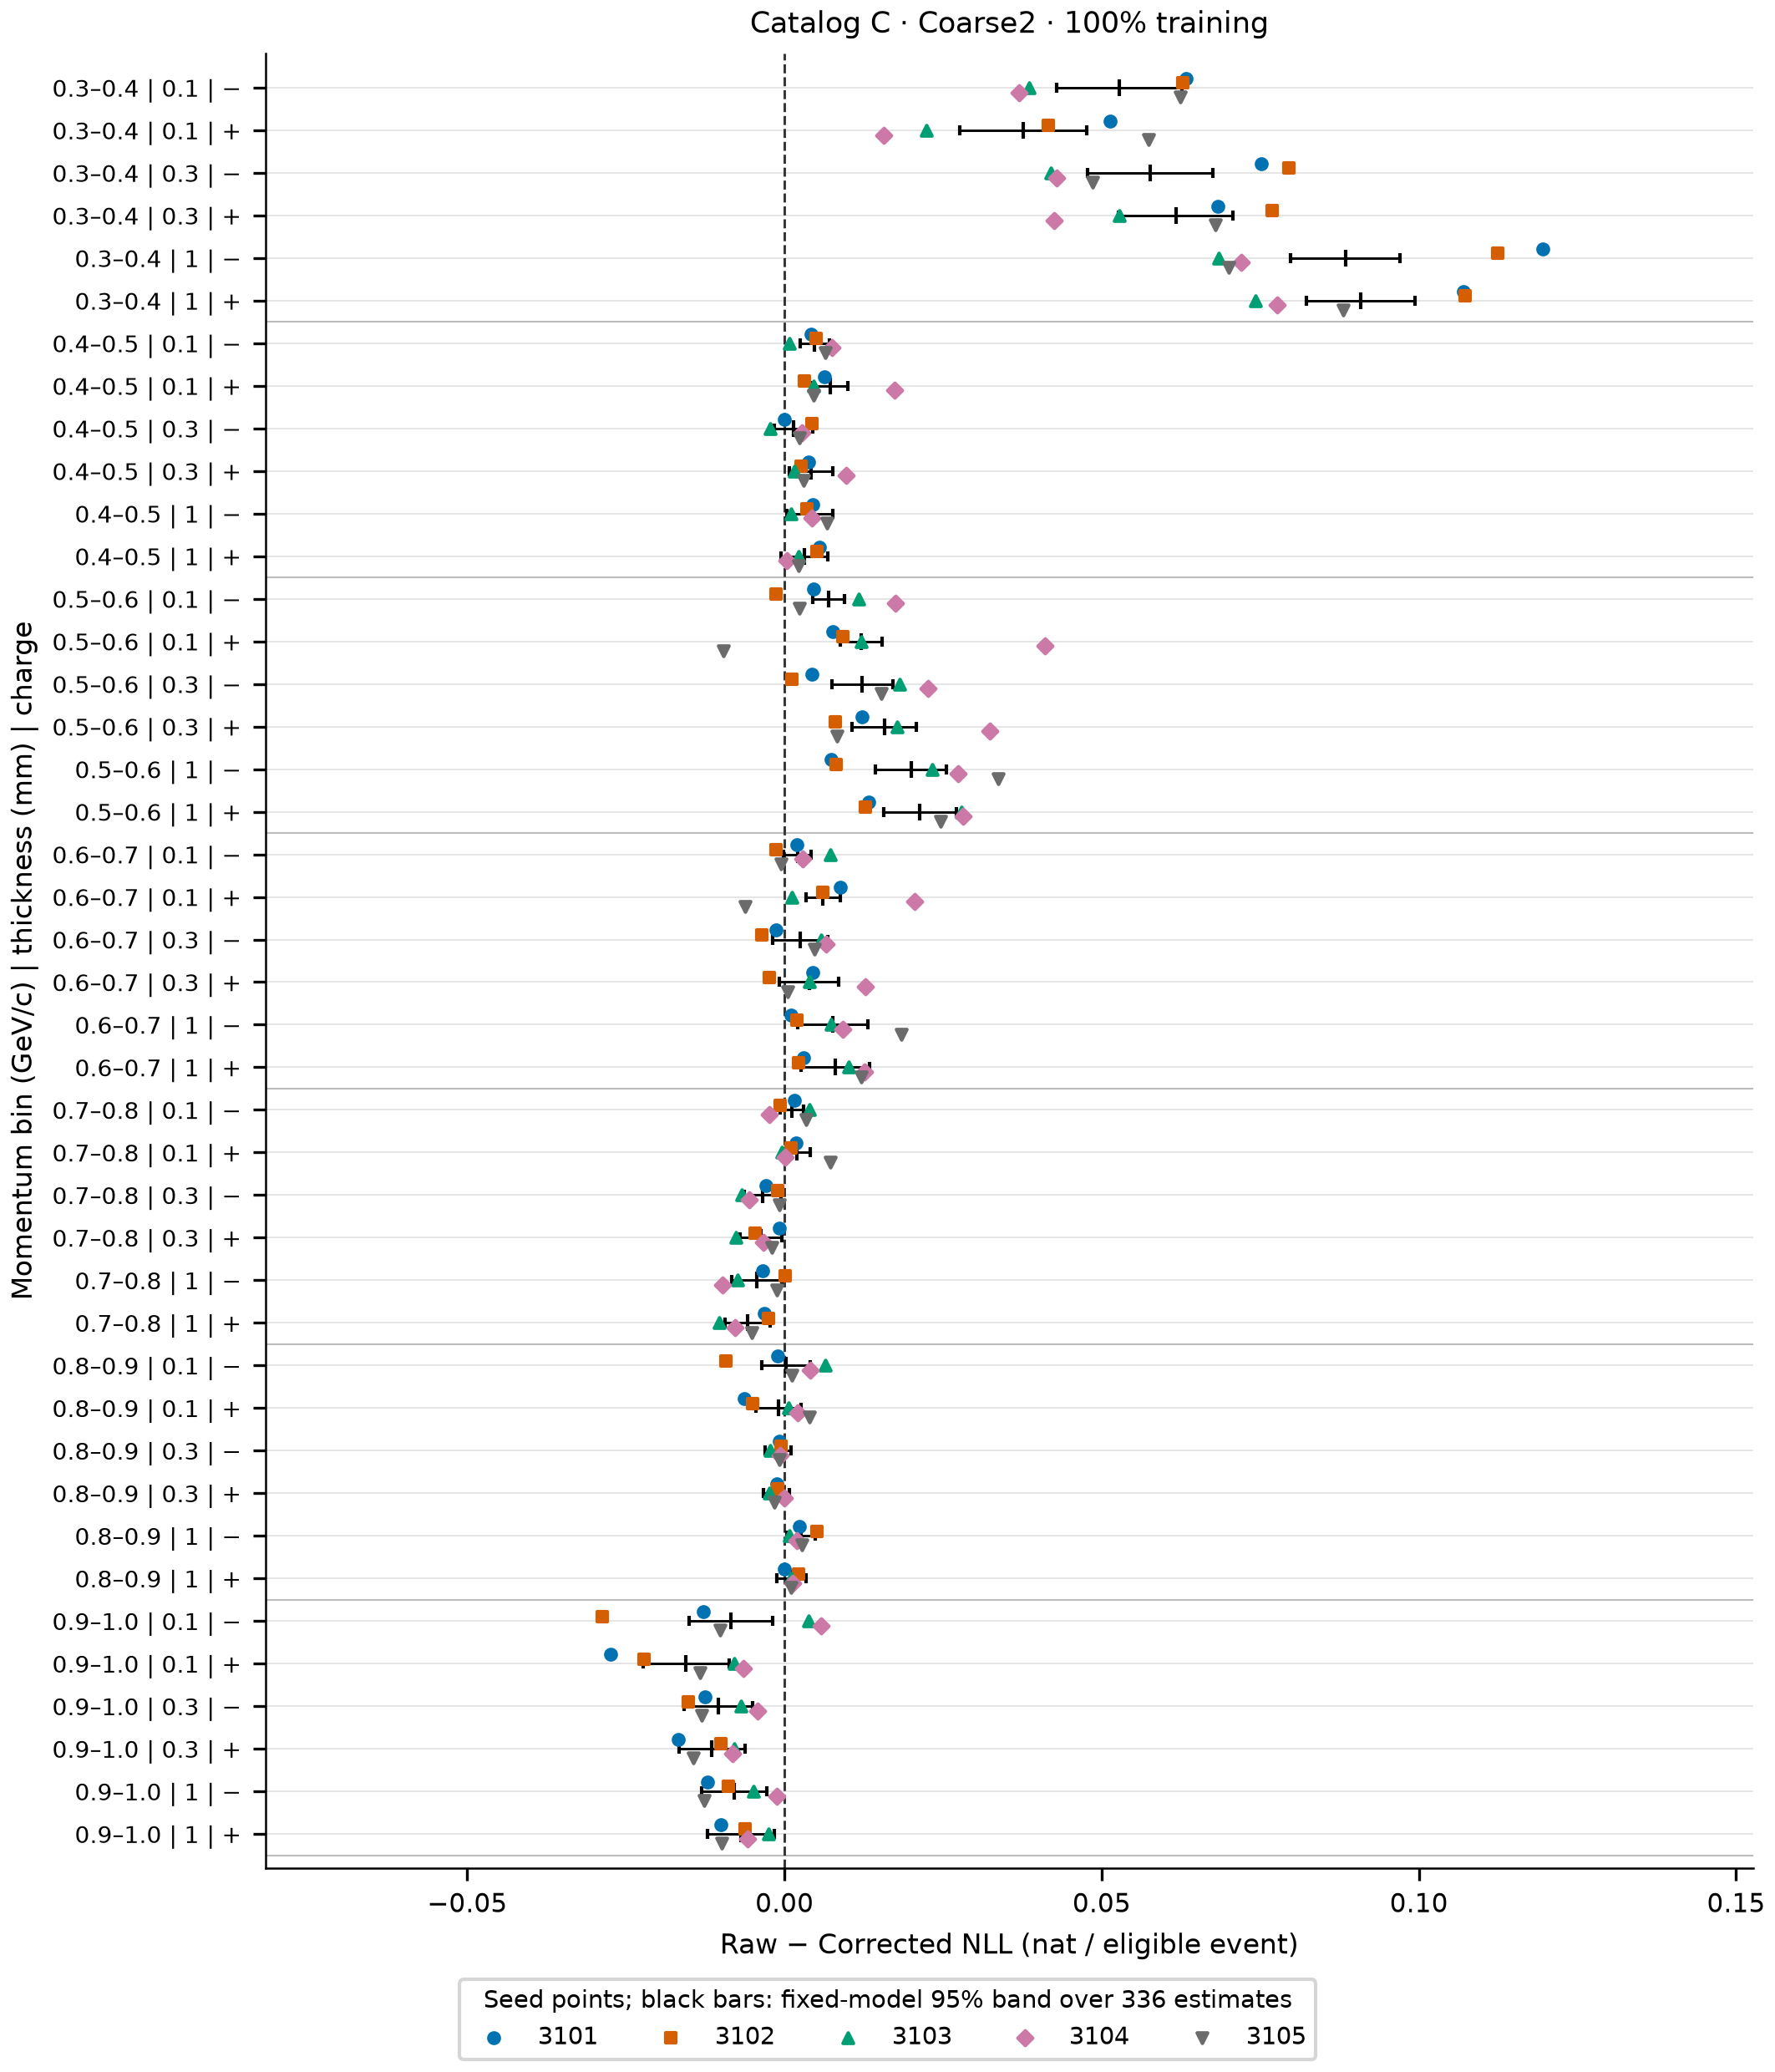 Catalog C · Coarse2 · 100% training
Momentum bin (GeV/c) | thickness (mm) | charge
0.3–0.4 | 0.1 | −
0.3–0.4 | 0.1 | +
0.3–0.4 | 0.3 | −
0.3–0.4 | 0.3 | +
0.3–0.4 | 1 | −
0.3–0.4 | 1 | +
0.4–0.5 | 0.1 | −
0.4–0.5 | 0.1 | +
0.4–0.5 | 0.3 | −
0.4–0.5 | 0.3 | +
0.4–0.5 | 1 | −
0.4–0.5 | 1 | +
0.5–0.6 | 0.1 | −
0.5–0.6 | 0.1 | +
0.5–0.6 | 0.3 | −
0.5–0.6 | 0.3 | +
0.5–0.6 | 1 | −
0.5–0.6 | 1 | +
0.6–0.7 | 0.1 | −
0.6–0.7 | 0.1 | +
0.6–0.7 | 0.3 | −
0.6–0.7 | 0.3 | +
0.6–0.7 | 1 | −
0.6–0.7 | 1 | +
0.7–0.8 | 0.1 | −
0.7–0.8 | 0.1 | +
0.7–0.8 | 0.3 | −
0.7–0.8 | 0.3 | +
0.7–0.8 | 1 | −
0.7–0.8 | 1 | +
0.8–0.9 | 0.1 | −
0.8–0.9 | 0.1 | +
0.8–0.9 | 0.3 | −
0.8–0.9 | 0.3 | +
0.8–0.9 | 1 | −
0.8–0.9 | 1 | +
0.9–1.0 | 0.1 | −
0.9–1.0 | 0.1 | +
0.9–1.0 | 0.3 | −
0.9–1.0 | 0.3 | +
0.9–1.0 | 1 | −
0.9–1.0 | 1 | +
−0.05 0.00 0.05 0.10 0.15
Raw − Corrected NLL (nat / eligible event)
Seed points; black bars: fixed-model 95% band over 336 estimates
3101 3102 3103 3104 3105